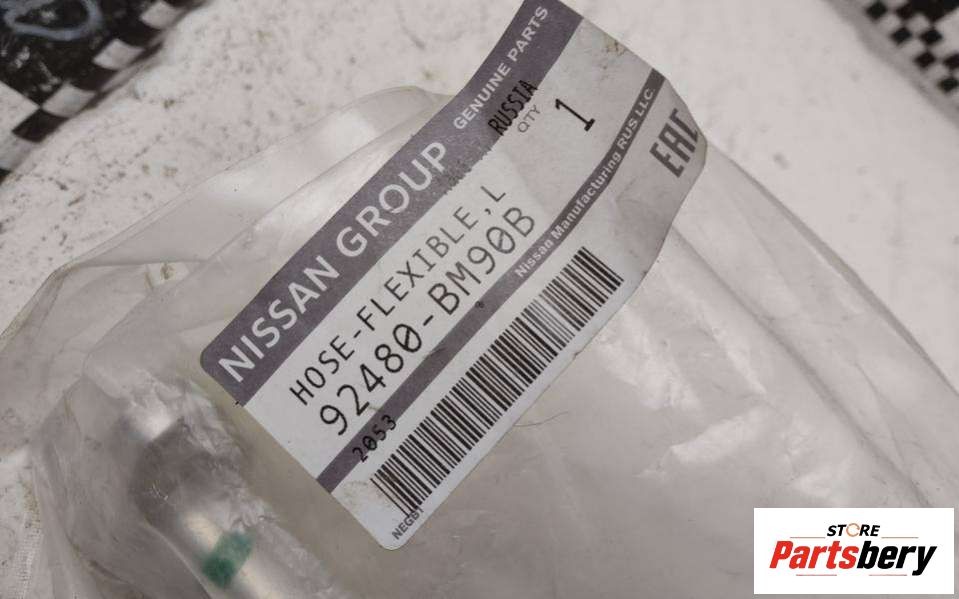 NISSAN GROUP GENUINE PARTS
RUSSIA
QTY
1
HOSE-FLEXIBLE,L
92480-BM90B
2053
Nissan Manufacturing RUS LLC.
EAC
NEGB1
STORE
Partsbery